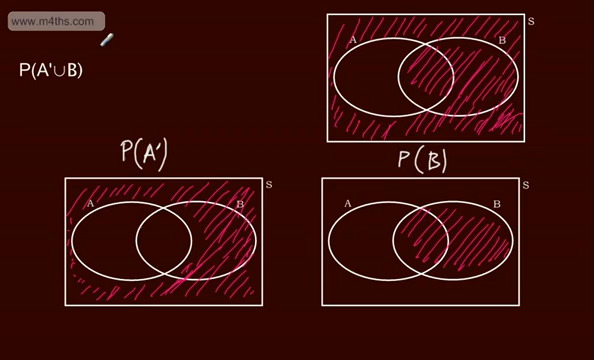 www.m4ths.com
S
A B
P(A'∪B)
P(A') P(B)
S S
A B A B